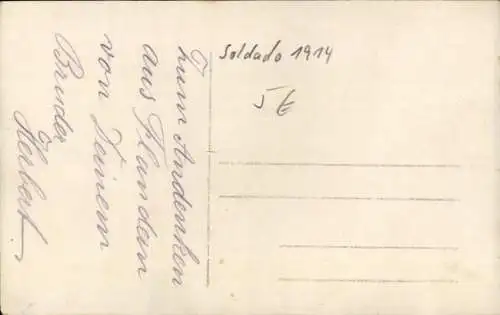 Zum Andenken
aus Flandern
von Deinem
Bruder
Herbert
Soldado 1914
5€